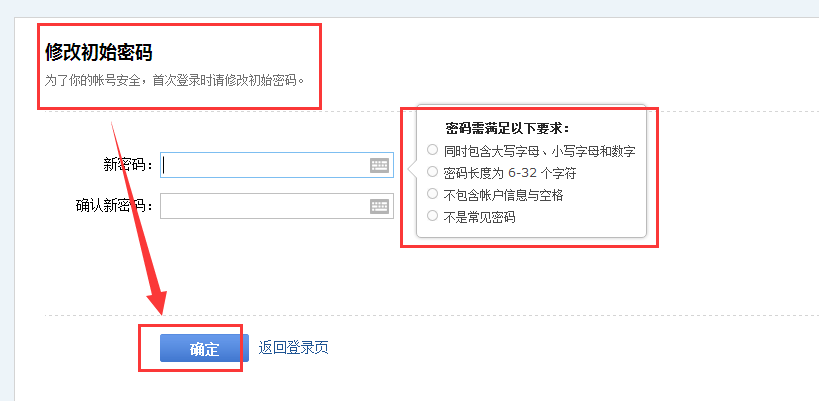 修改初始密码
为了你的帐号安全，首次登录时请修改初始密码。
密码需满足以下要求：
新密码：
同时包含大写字母、小写字母和数字
密码长度为 6-32 个字符
不包含帐户信息与空格
确认新密码：
不是常见密码
确定 返回登录页